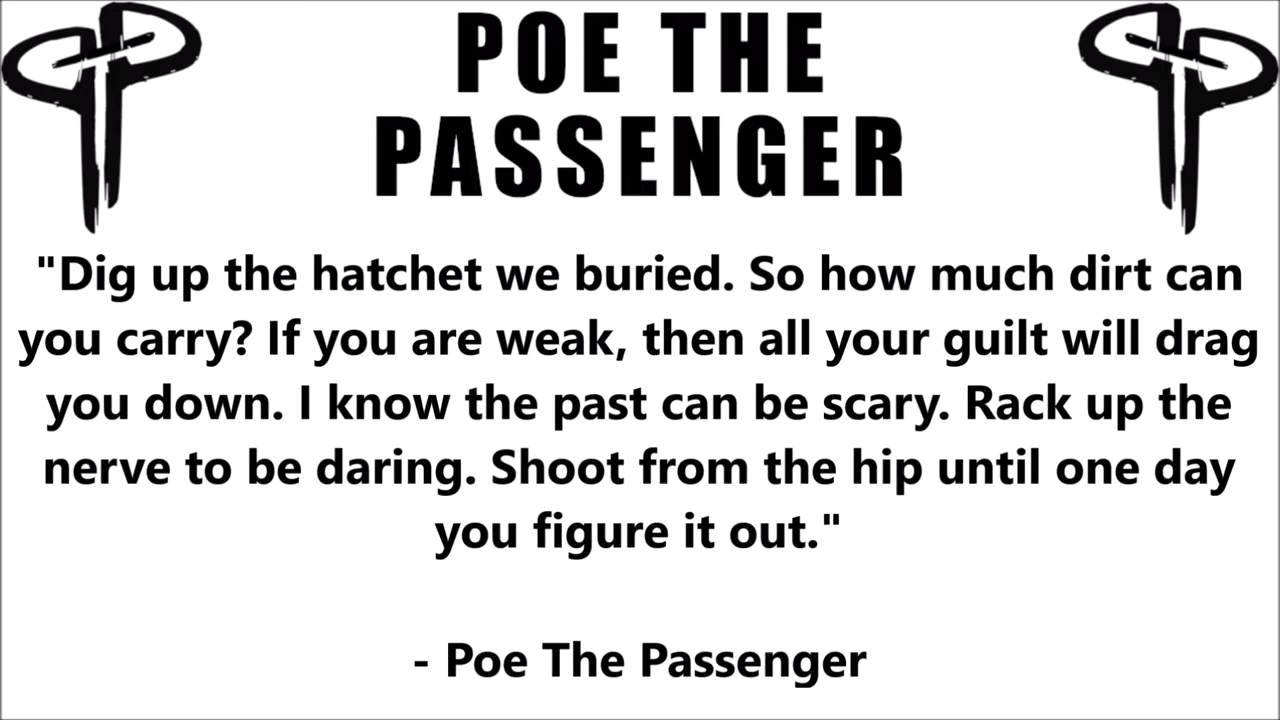 POE THE
PASSENGER
"Dig up the hatchet we buried. So how much dirt can
you carry? If you are weak, then all your guilt will drag
you down. I know the past can be scary. Rack up the
nerve to be daring. Shoot from the hip until one day
you figure it out."
- Poe The Passenger